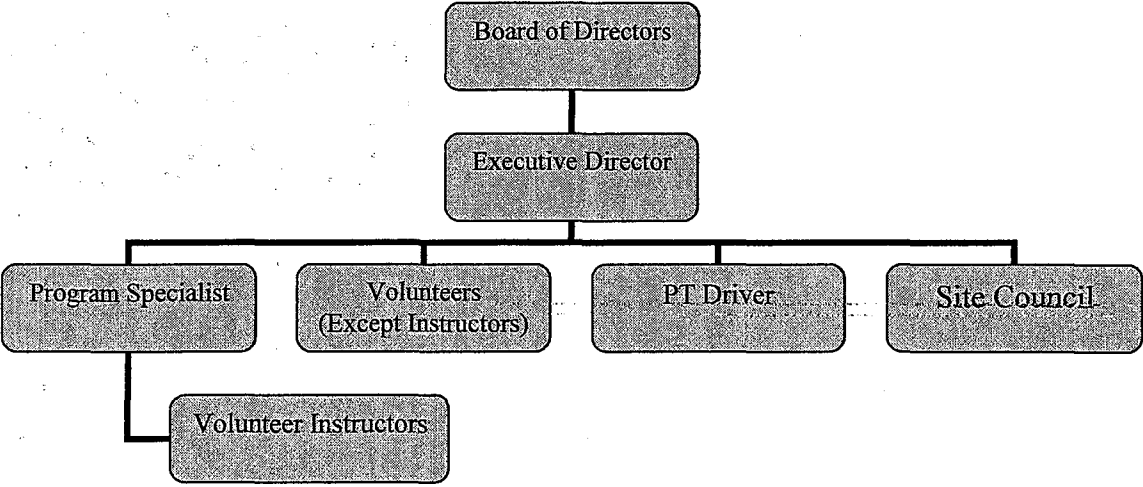 Board of Directors
Executive Director
Program Specialist
Volunteers
(Except Instructors)
PT Driver
Site Council
Volunteer Instructors